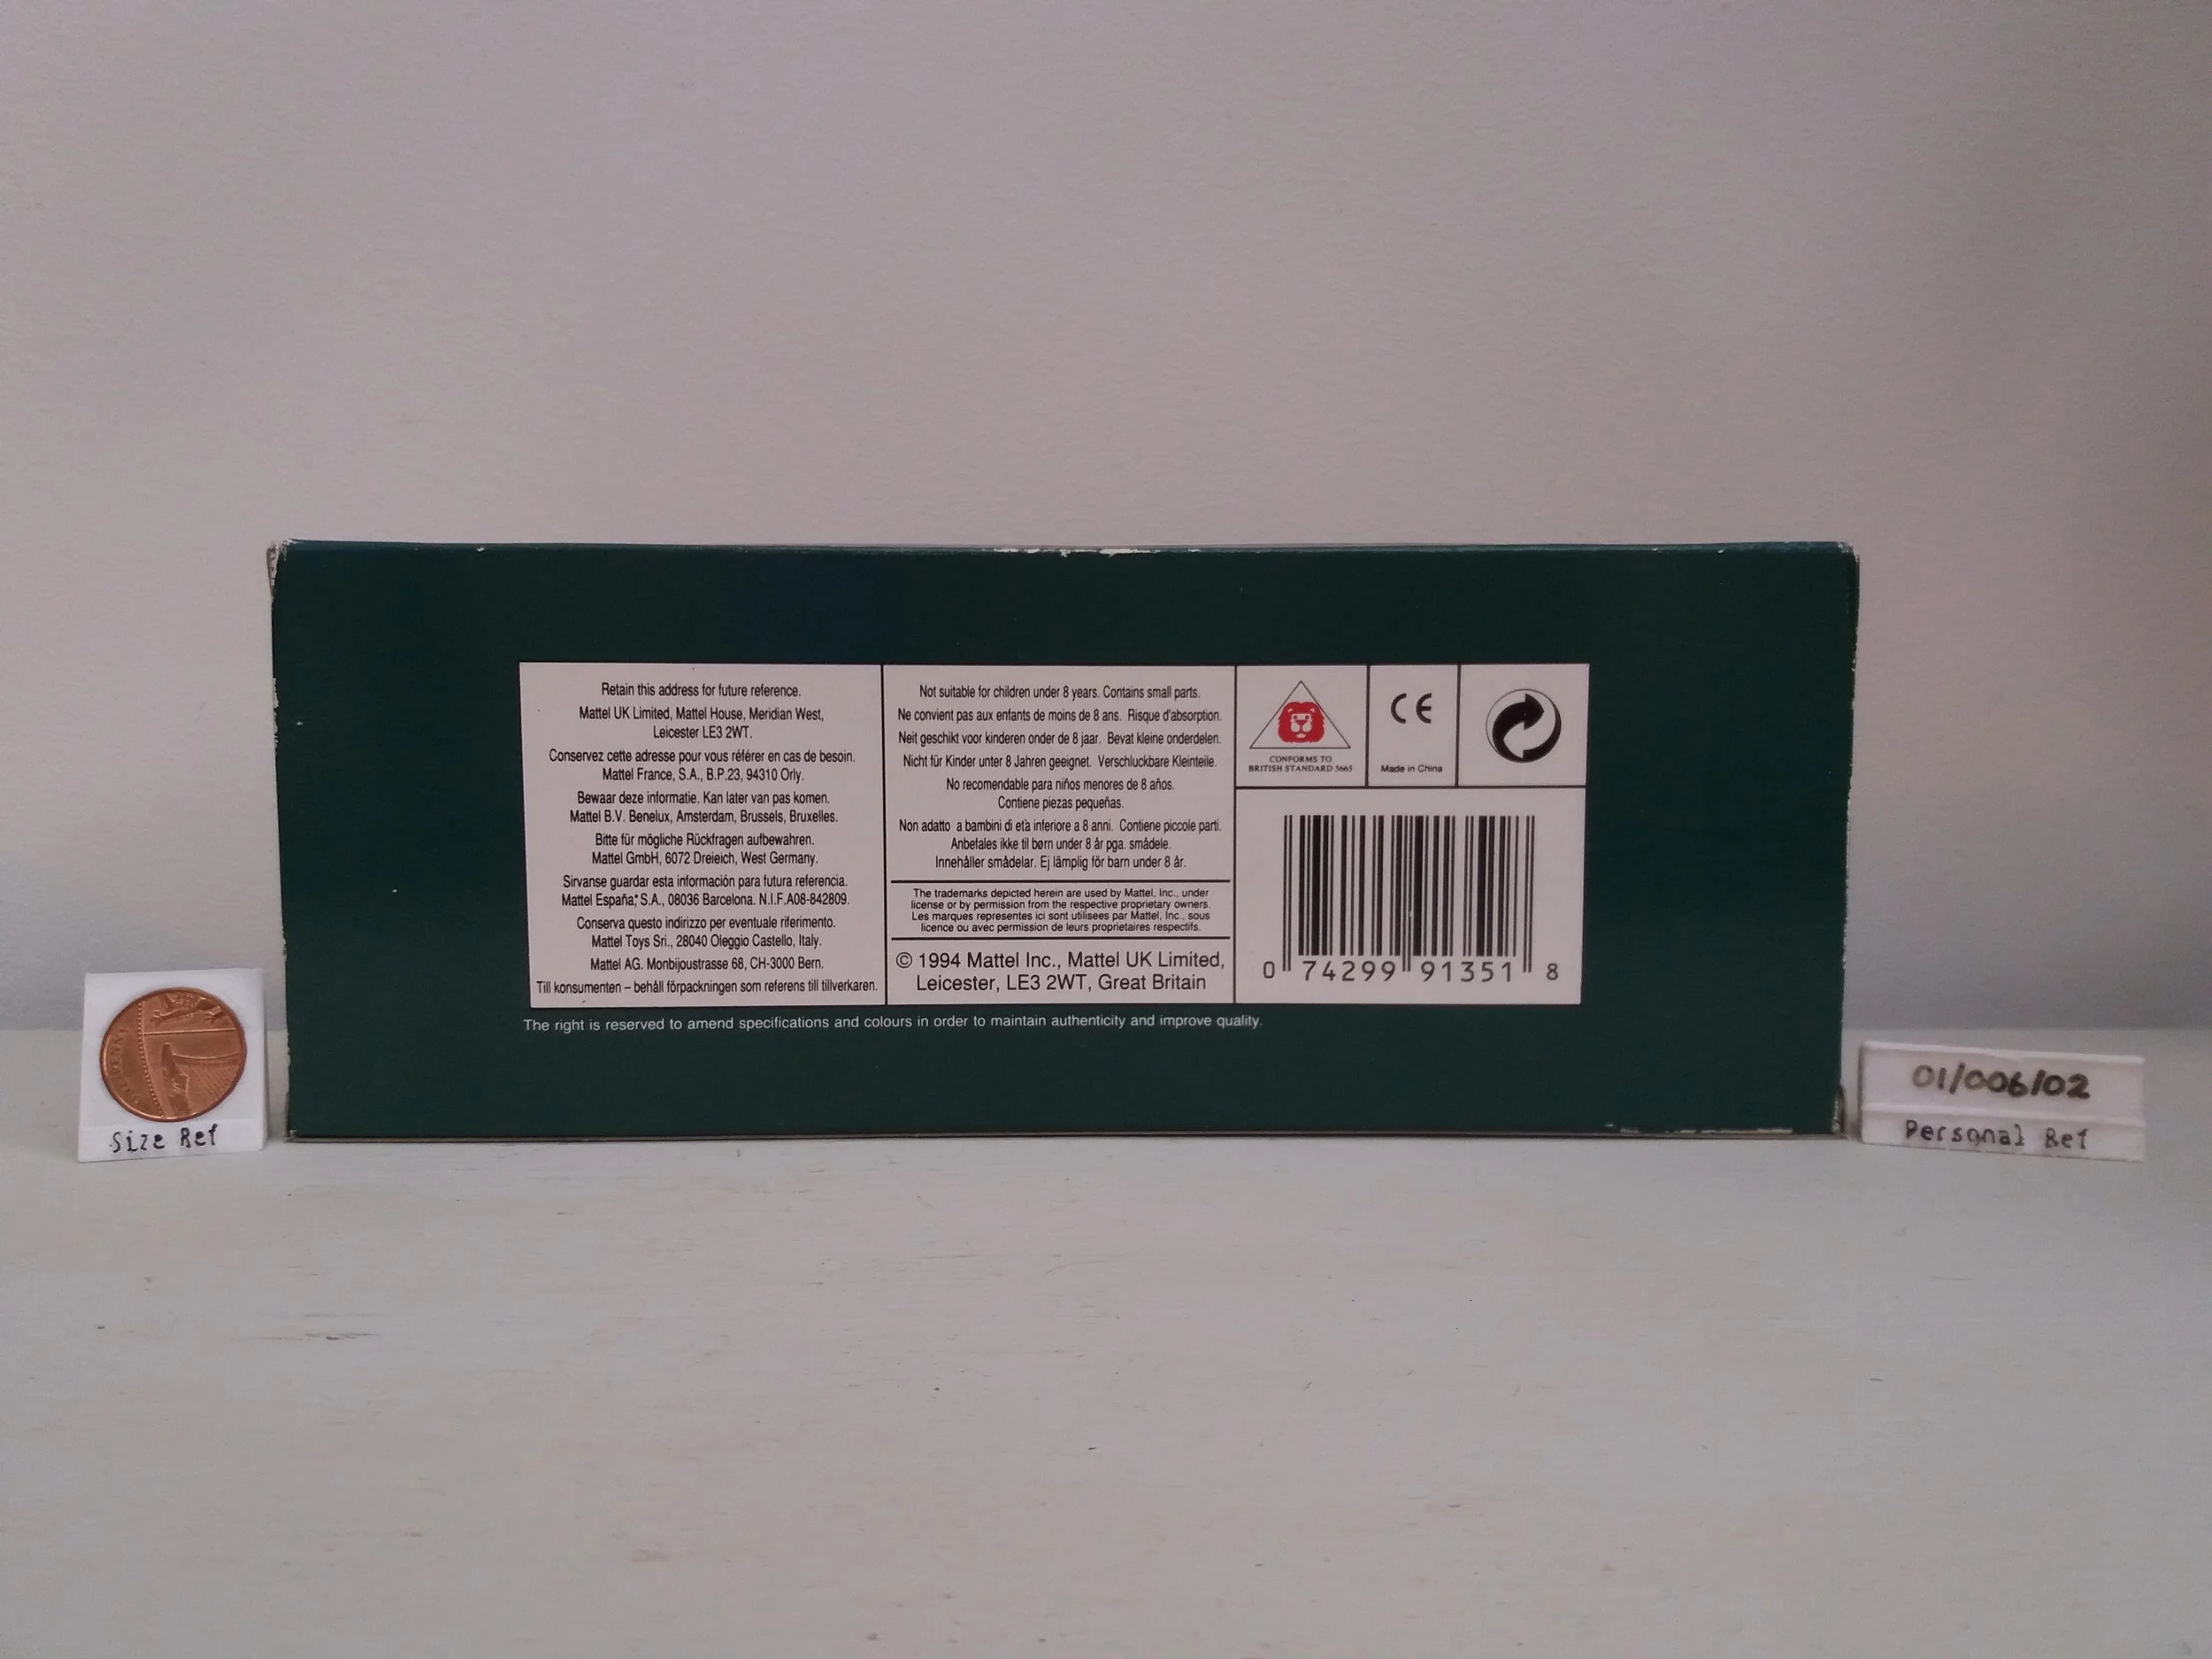 Retain this address for future reference.
Mattel UK Limited, Mattel House, Meridian West,
Leicester LE3 2WT.
Conservez cette adresse pour vous référer en cas de besoin.
Mattel France, S.A., B.P.23, 94310 Orly.
Bewaar deze informatie. Kan later van pas komen.
Mattel B.V. Benelux, Amsterdam, Brussels, Bruxelles.
Bitte für mögliche Rückfragen aufbewahren.
Mattel GmbH, 6072 Dreieich, West Germany.
Sirvanse guardar esta información para futura referencia.
Mattel España, S.A., 08036 Barcelona. N.I.F.A08-842809.
Conserva questo indirizzo per eventuale riferimento.
Mattel Toys Sri., 28040 Oleggio Castello, Italy.
Mattel AG. Monbijoustrasse 68, CH-3000 Bern.
Till konsumenten – behåll förpackningen som referens till tillverkaren.
Not suitable for children under 8 years. Contains small parts.
Ne convient pas aux enfants de moins de 8 ans. Risque d'absorption.
Neit geschikt voor kinderen onder de 8 jaar. Bevat kleine onderdelen.
Nicht für Kinder unter 8 Jahren geeignet. Verschluckbare Kleinteile.
No recomendable para niños menores de 8 años.
Contiene piezas pequeñas.
Non adatto a bambini di età inferiore a 8 anni. Contiene piccole parti.
Anbefales ikke til børn under 8 år pga. smådele.
Innehåller smådelar. Ej lämplig för barn under 8 år.
The trademarks depicted herein are used by Mattel, Inc., under
license or by permission from the respective proprietary owners.
Les marques representes ici sont utilisees par Mattel, Inc., sous
licence ou avec permission de leurs proprietaires respectifs.
© 1994 Mattel Inc., Mattel UK Limited,
Leicester, LE3 2WT, Great Britain
CONFORMS TO
BRITISH STANDARD 5665
CE
Made in China
0 74299 91351 8
The right is reserved to amend specifications and colours in order to maintain authenticity and improve quality.
Size Ref
01/006/02
Personal Ref